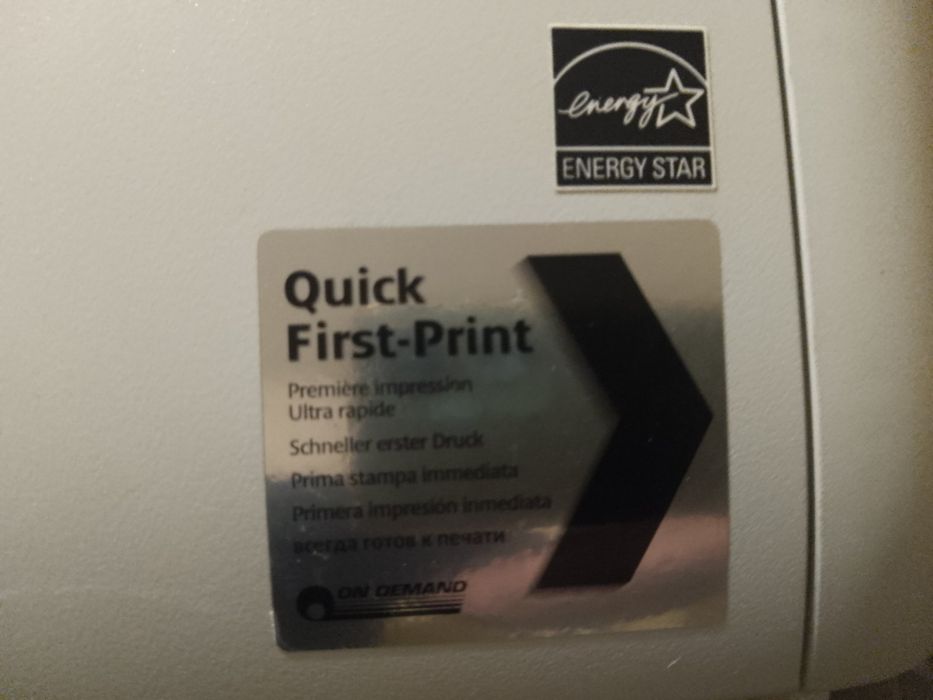 energy
ENERGY STAR
Quick
First-Print
Première impression
Ultra rapide
Schneller erster Druck
Prima stampa immediata
Primera impresión inmediata
всегда готов к печати
ON DEMAND